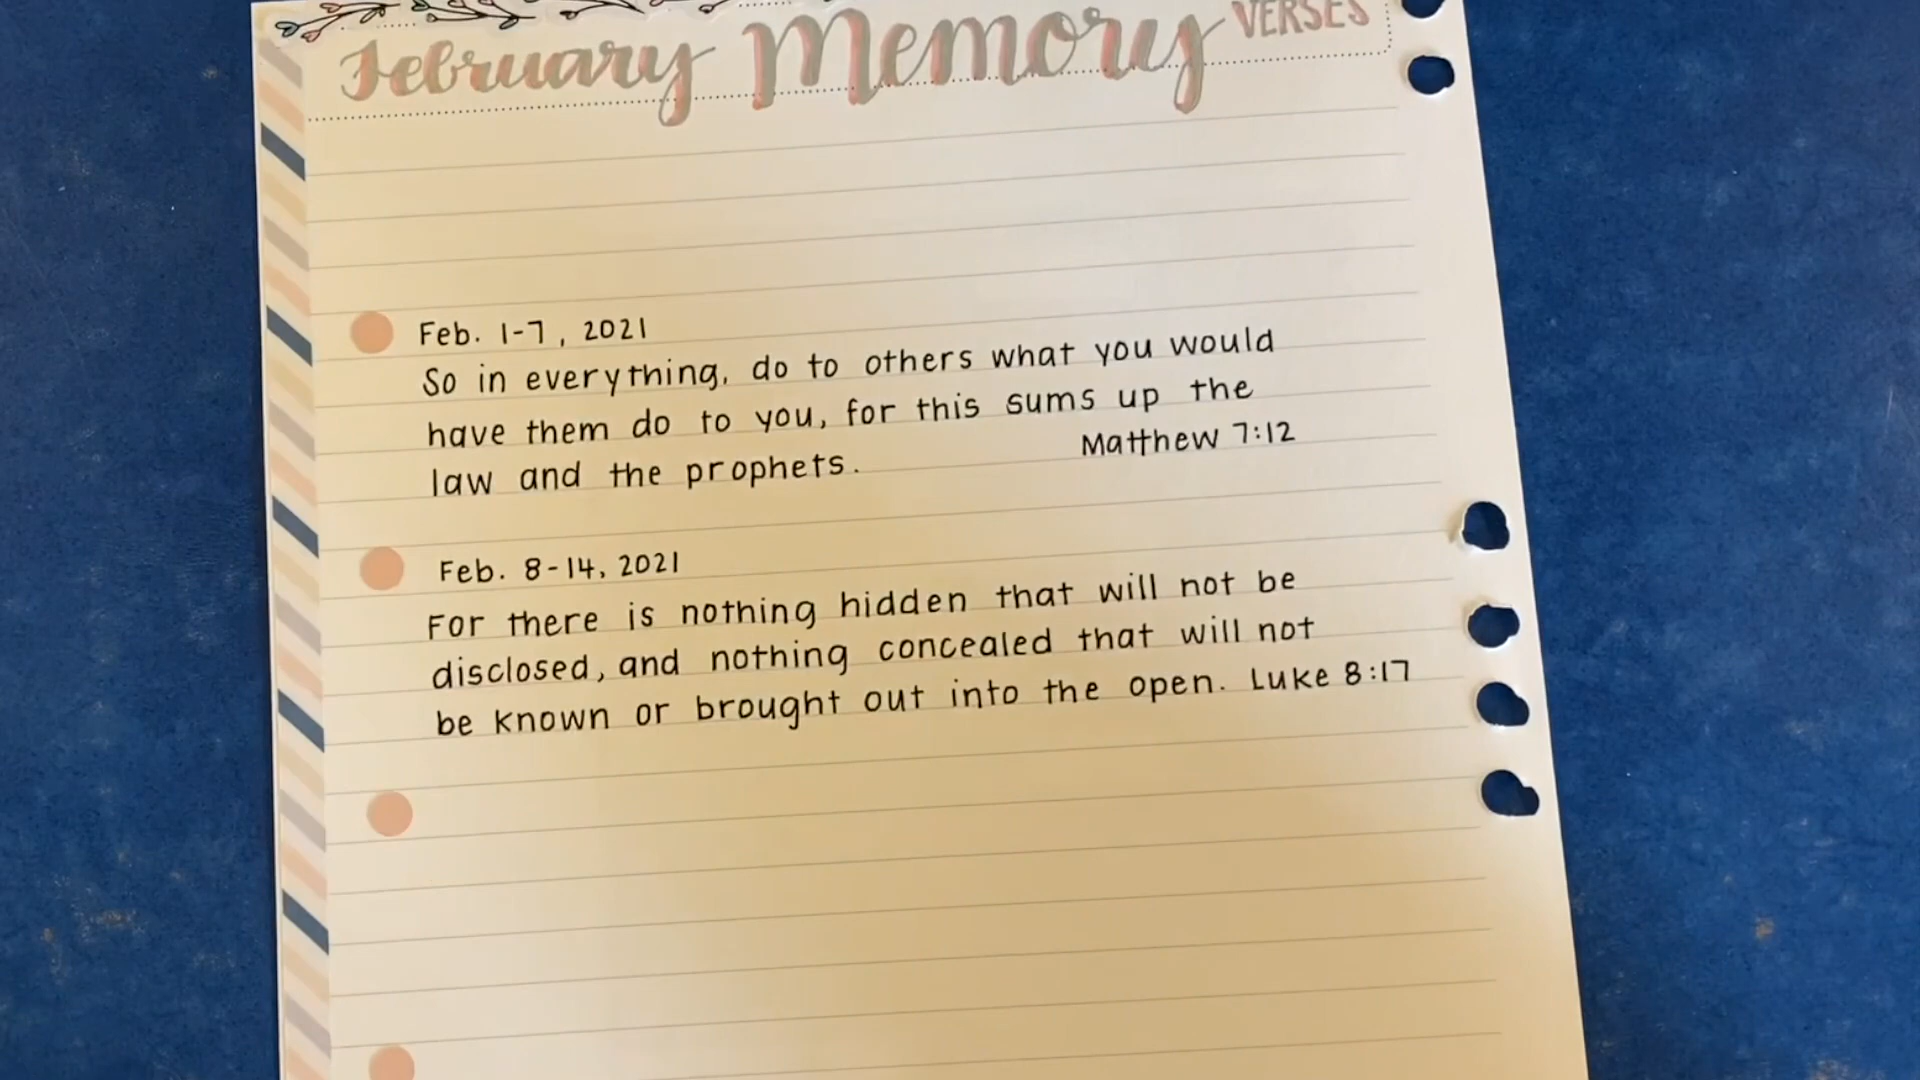 February Memory VERSES
Feb. 1-7, 2021
So in everything, do to others what you would
have them do to you, for this sums up the
law and the prophets.
Matthew 7:12
Feb. 8-14, 2021
For there is nothing hidden that will not be
disclosed, and nothing concealed that will not
be known or brought out into the open. Luke 8:17